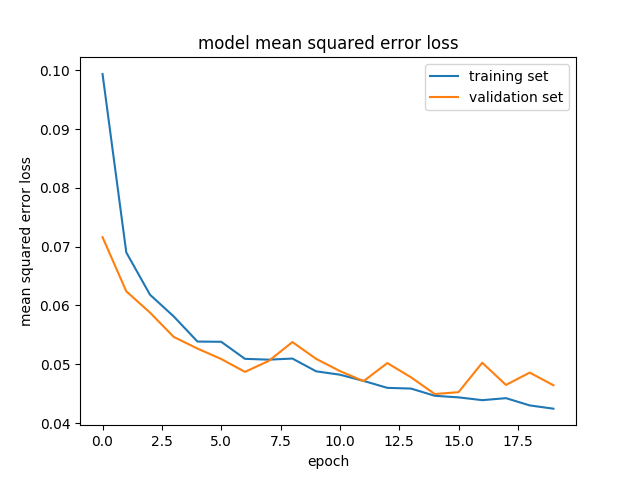 model mean squared error loss
training set
validation set
mean squared error loss
0.10
0.09
0.08
0.07
0.06
0.05
0.04
0.0 2.5 5.0 7.5 10.0 12.5 15.0 17.5
epoch